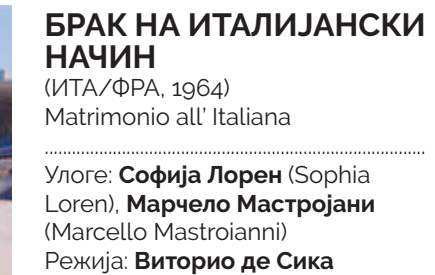 БРАК НА ИТАЛИЈАНСКИ
НАЧИН
(ИТА/ФРА, 1964)
Matrimonio all’ Italiana
................................................................................
Улоге: Софија Лорен (Sophia
Loren), Марчело Мастројани
(Marcello Mastroianni)
Режија: Виторио де Сика